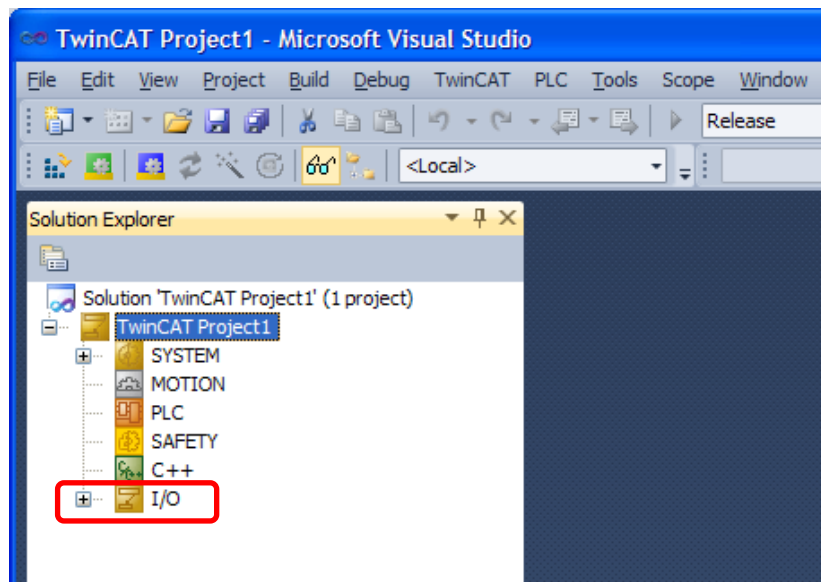 TwinCAT Project1 - Microsoft Visual Studio
File Edit View Project Build Debug TwinCAT PLC Tools Scope Window
Release
<Local>
Solution Explorer
Solution 'TwinCAT Project1' (1 project)
TwinCAT Project1
SYSTEM
MOTION
PLC
SAFETY
C++
I/O